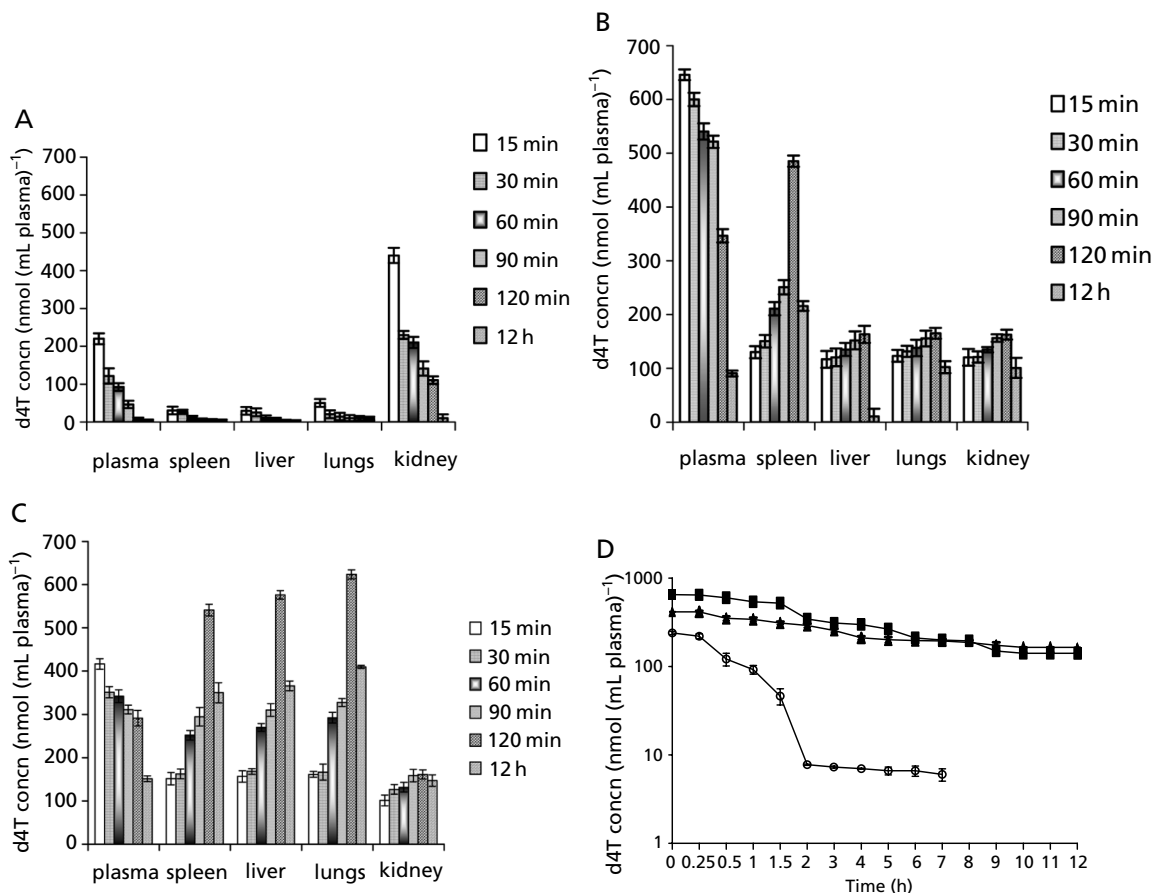 A
d4T concn (nmol (mL plasma)⁻¹)
700
600
500
400
300
200
100
0
plasma spleen liver lungs kidney
15 min
30 min
60 min
90 min
120 min
12 h
B
d4T concn (nmol (mL plasma)⁻¹)
700
600
500
400
300
200
100
0
plasma spleen liver lungs kidney
15 min
30 min
60 min
90 min
120 min
12 h
C
d4T concn (nmol (mL plasma)⁻¹)
700
600
500
400
300
200
100
0
plasma spleen liver lungs kidney
15 min
30 min
60 min
90 min
120 min
12 h
D
d4T concn (nmol (mL plasma)⁻¹)
1000
100
10
1
0 0.25 0.5 1 1.5 2 3 4 5 6 7 8 9 10 11 12
Time (h)